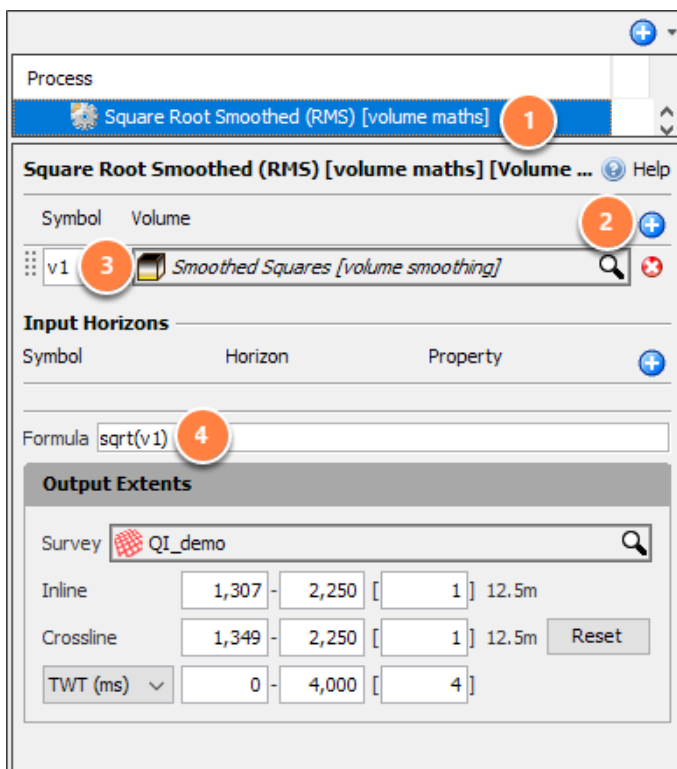 Process
Square Root Smoothed (RMS) [volume maths] 1
Square Root Smoothed (RMS) [volume maths] [Volume ... Help
Symbol Volume 2
v1 3 Smoothed Squares [volume smoothing]
Input Horizons
Symbol Horizon Property
Formula sqrt(v1) 4
Output Extents
Survey QI_demo
Inline 1,307 - 2,250 [ 1 ] 12.5m
Crossline 1,349 - 2,250 [ 1 ] 12.5m Reset
TWT (ms) 0 - 4,000 [ 4 ]